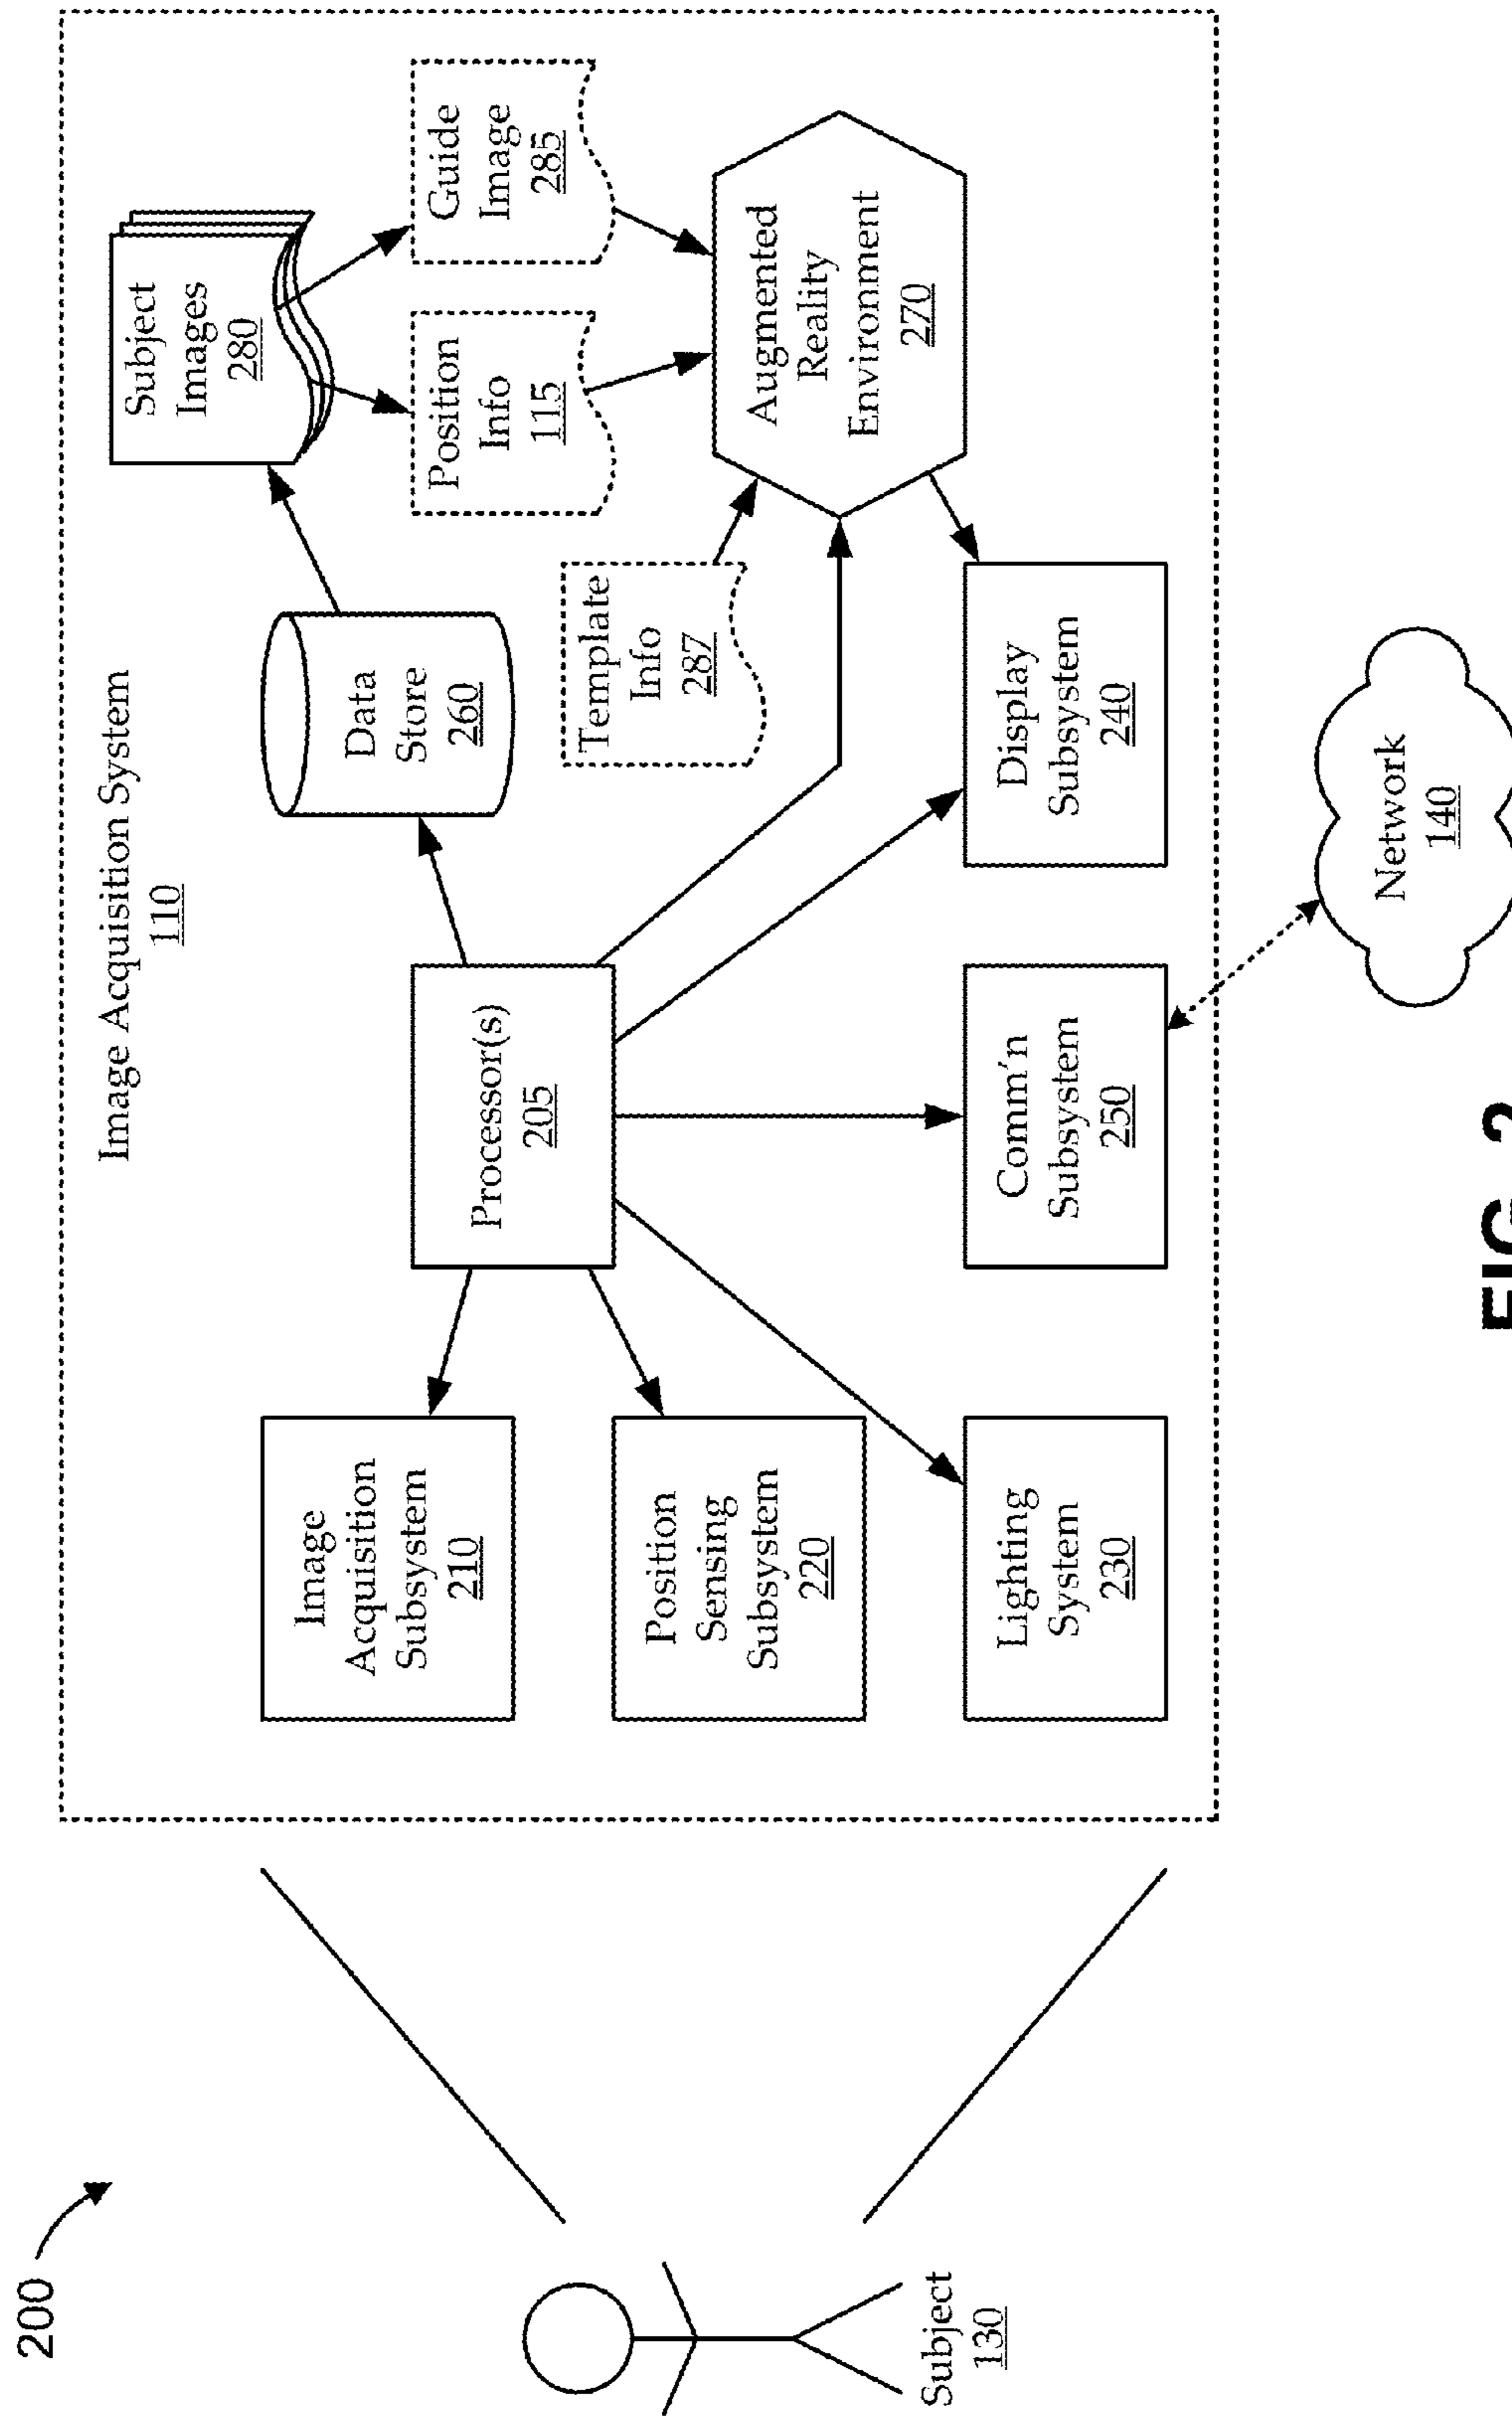 200
Image Acquisition System
110
Subject
Images
280
Image
Acquisition
Subsystem
210
Data
Store
260
Processor(s)
205
Position
Info
115
Guide
Image
285
Template
Info
287
Position
Sensing
Subsystem
220
Augmented
Reality
Environment
270
Subject
130
Lighting
System
230
Comm'n
Subsystem
250
Display
Subsystem
240
Network
140
FIG. 2